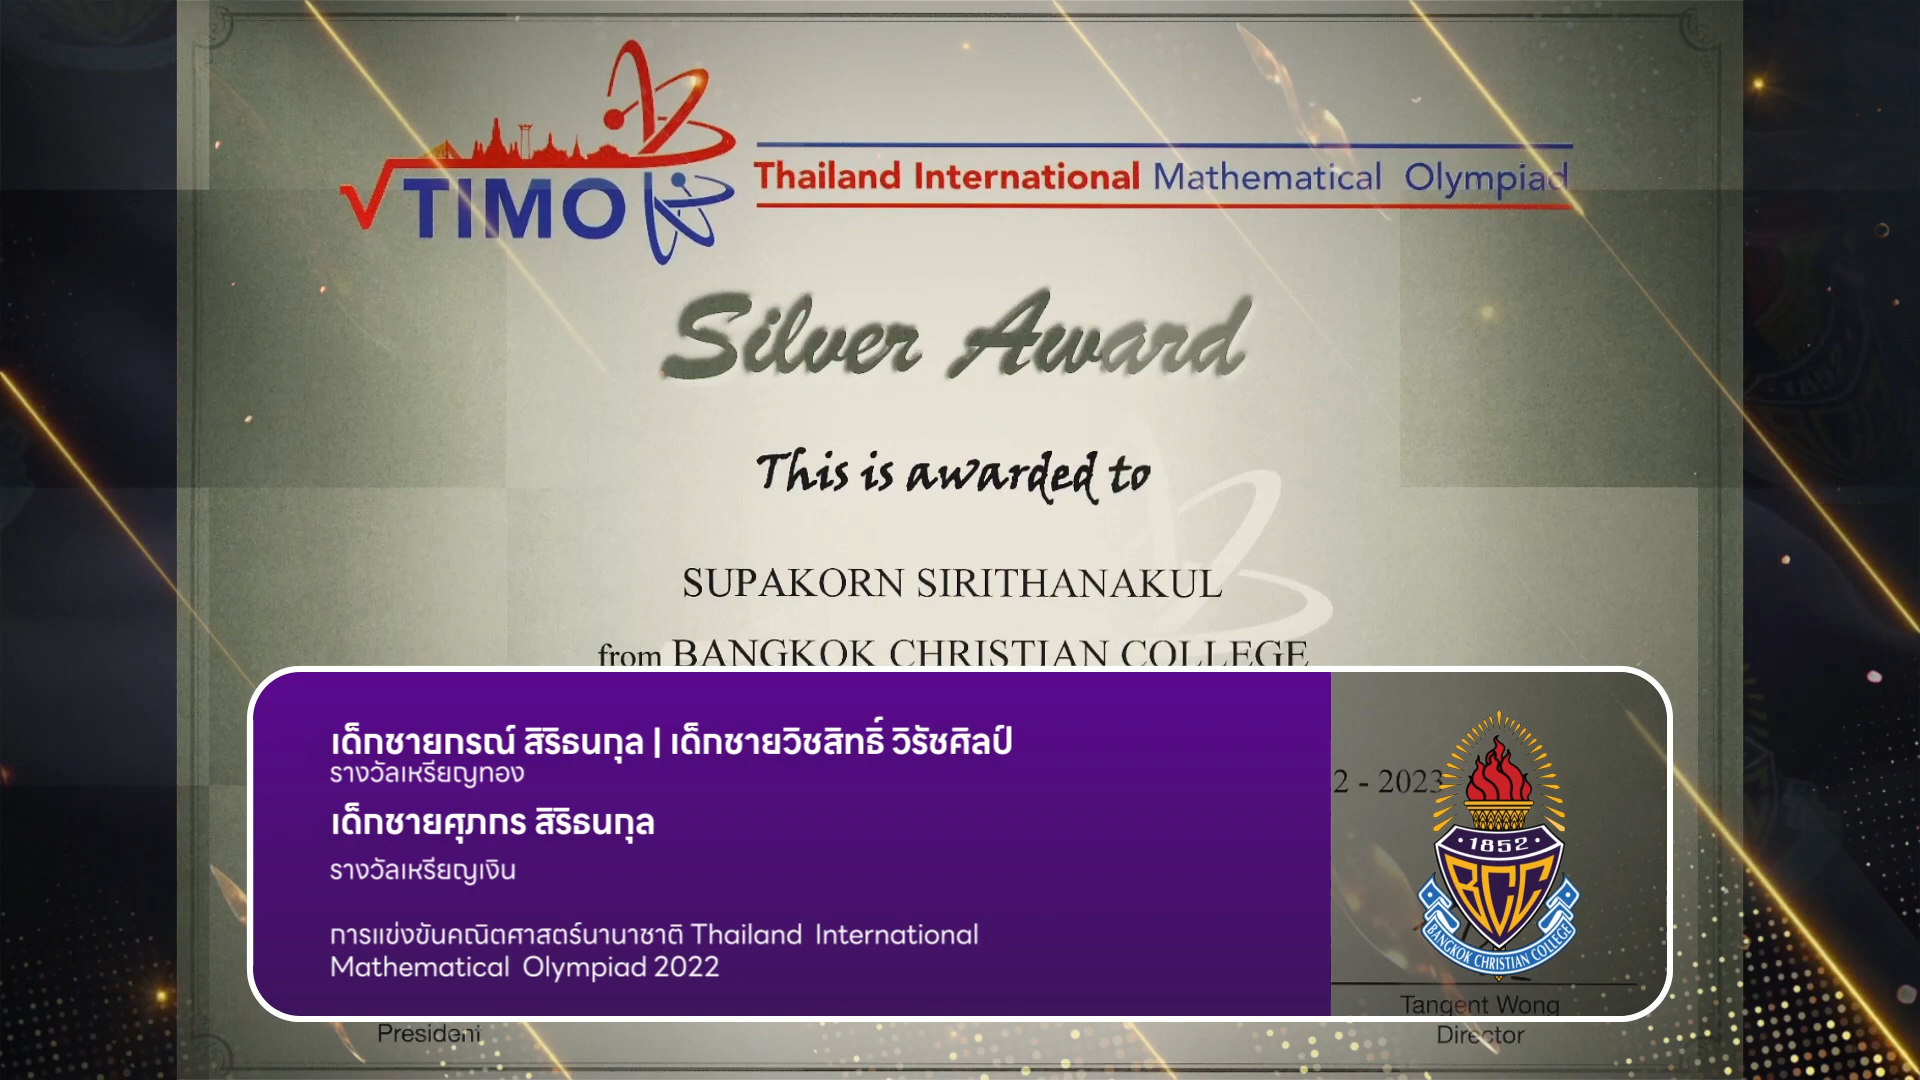 TIMO
Thailand International Mathematical Olympiad
Silver Award
This is awarded to
SUPAKORN SIRITHANAKUL
from BANGKOK CHRISTIAN COLLEGE
เด็กชายกรณ์ สิริธนกุล | เด็กชายวิชสิทธิ์ วิรัชศิลป์
รางวัลเหรียญทอง
เด็กชายศุภกร สิริธนกุล
รางวัลเหรียญเงิน
การแข่งขันคณิตศาสตร์นานาชาติ Thailand International
Mathematical Olympiad 2022
2 - 2023
1852
BCC
BANGKOK CHRISTIAN COLLEGE
Tangent Wong
President
Director